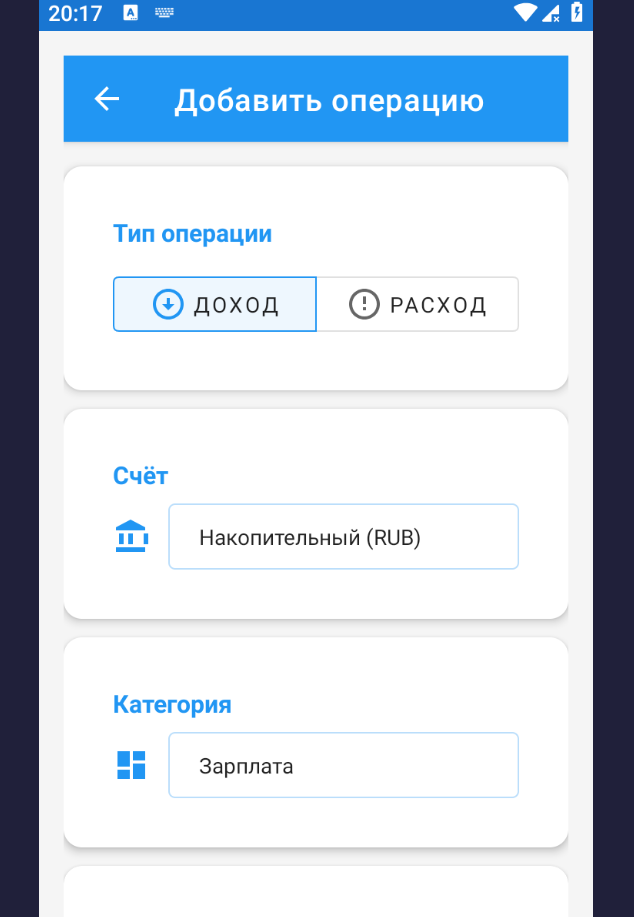 20:17
Добавить операцию
Тип операции
ДОХОД
РАСХОД
Счёт
Накопительный (RUB)
Категория
Зарплата